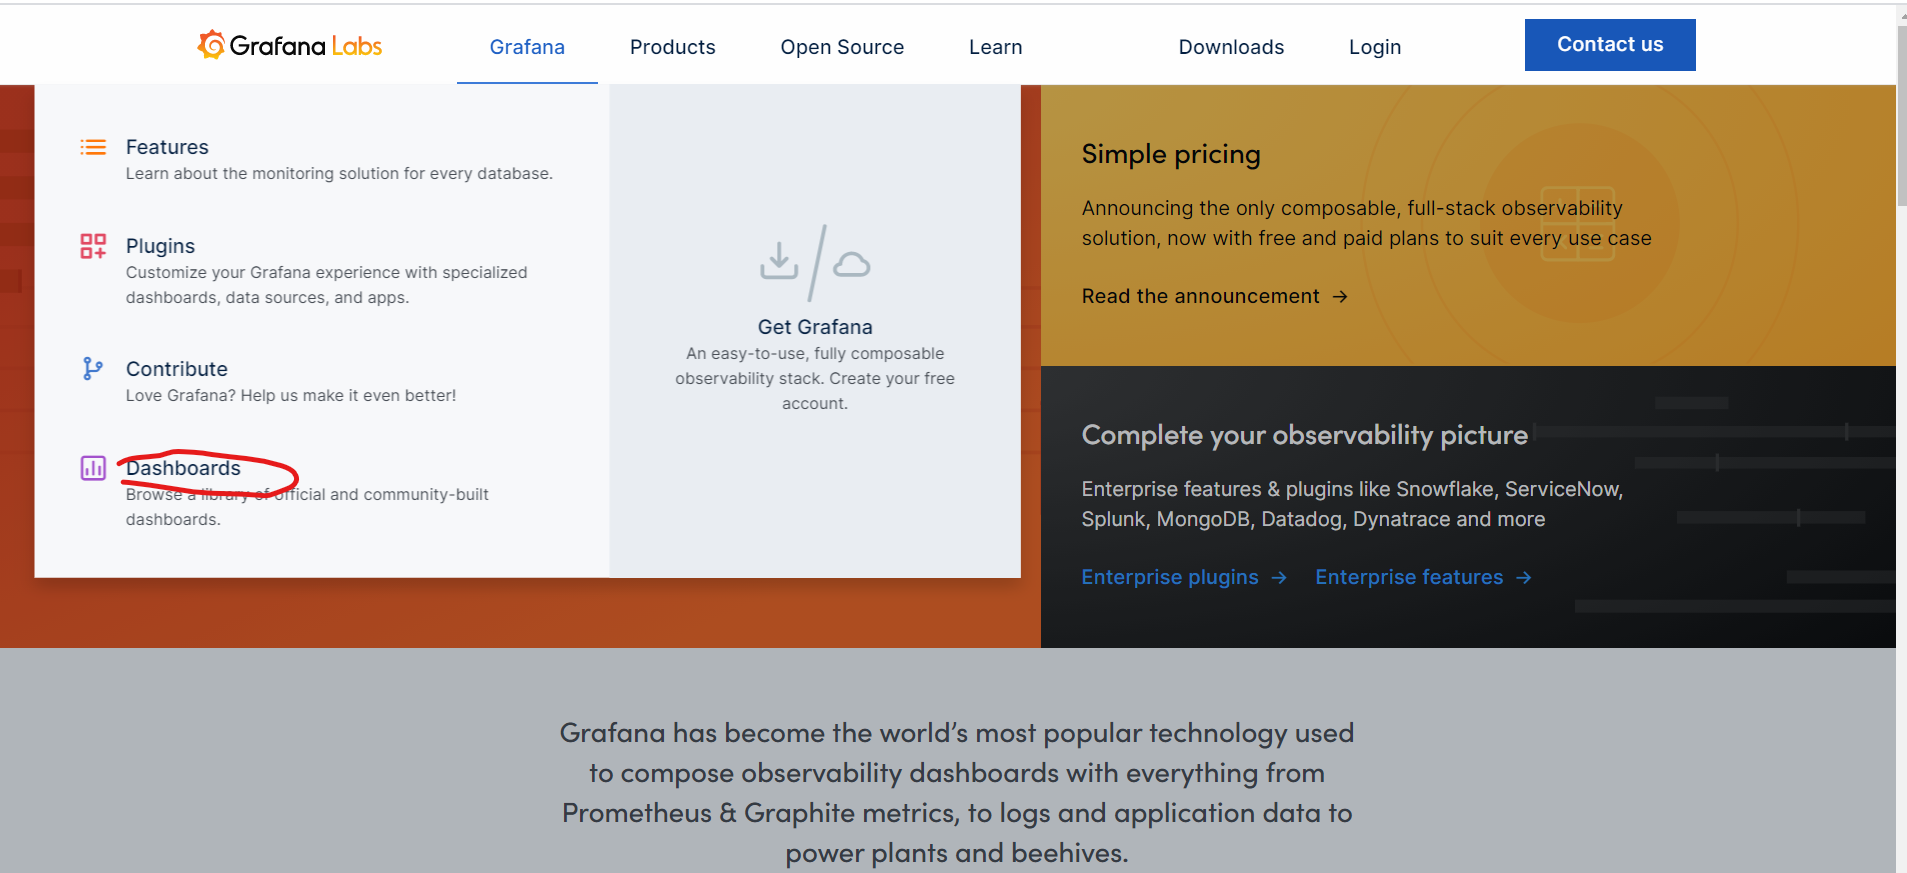 Grafana Labs
Grafana
Products
Open Source
Learn
Downloads
Login
Contact us
Features
Learn about the monitoring solution for every database.
Plugins
Customize your Grafana experience with specialized
dashboards, data sources, and apps.
Contribute
Love Grafana? Help us make it even better!
Dashboards
Browse a library of official and community-built
dashboards.
Get Grafana
An easy-to-use, fully composable
observability stack. Create your free
account.
Simple pricing
Announcing the only composable, full-stack observability
solution, now with free and paid plans to suit every use case
Read the announcement →
Complete your observability picture
Enterprise features & plugins like Snowflake, ServiceNow,
Splunk, MongoDB, Datadog, Dynatrace and more
Enterprise plugins → Enterprise features →
Grafana has become the world’s most popular technology used
to compose observability dashboards with everything from
Prometheus & Graphite metrics, to logs and application data to
power plants and beehives.